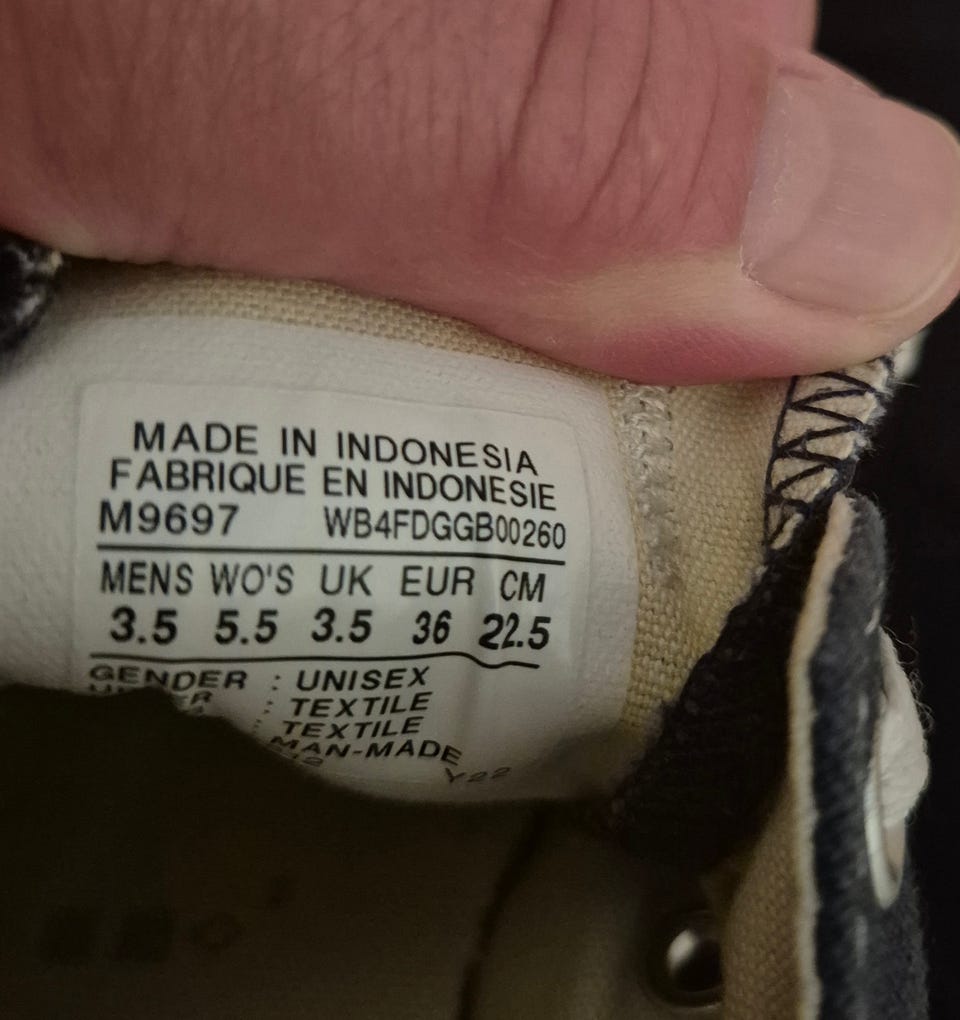 MADE IN INDONESIA
FABRIQUE EN INDONESIE
M9697 WB4FDGGB00260
MENS WO'S UK EUR CM
3.5 5.5 3.5 36 22.5
GENDER : UNISEX
: TEXTILE
: TEXTILE
MAN-MADE
Y22